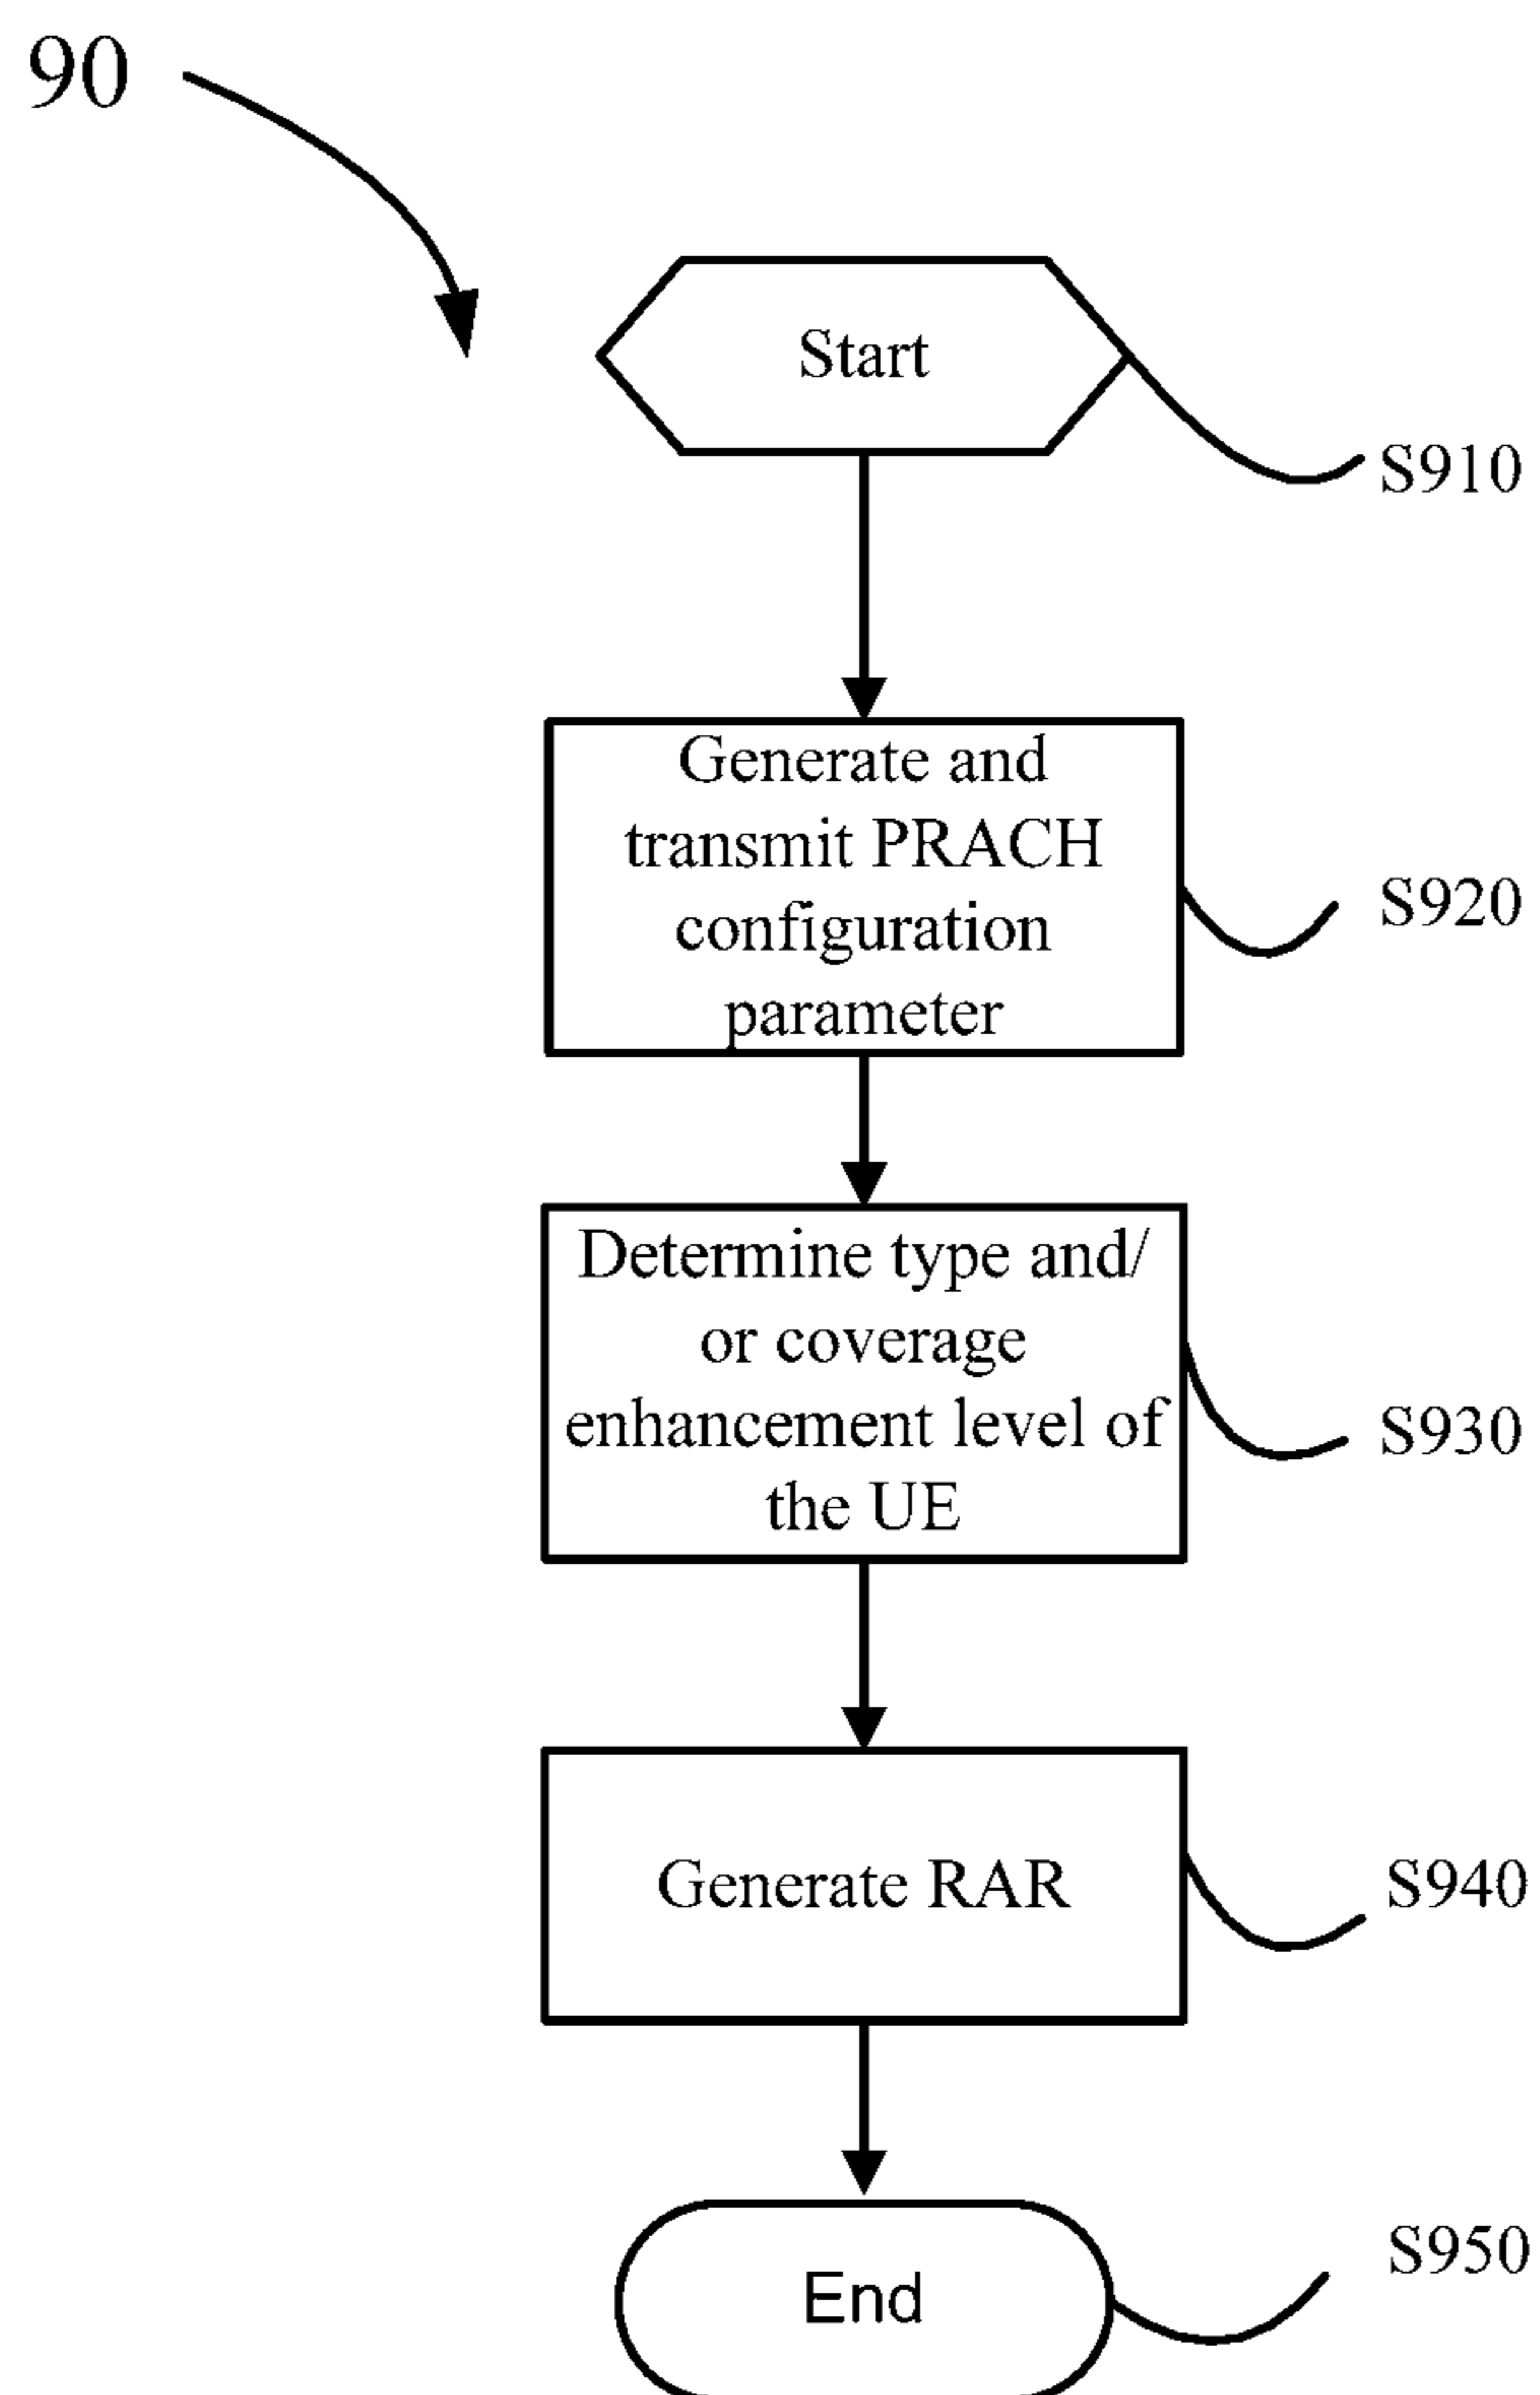 90
Start
S910
Generate and
transmit PRACH
configuration
parameter
S920
Determine type and/
or coverage
enhancement level of
the UE
S930
Generate RAR
S940
End
S950